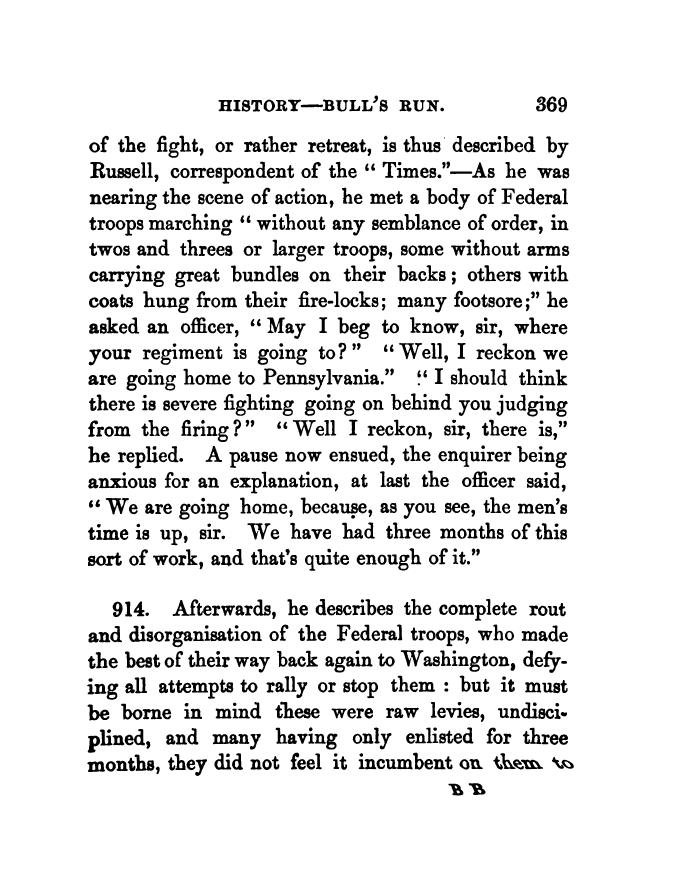 HISTORY—BULL'S RUN. 369
of the fight, or rather retreat, is thus described by
Russell, correspondent of the “ Times.”—As he was
nearing the scene of action, he met a body of Federal
troops marching “ without any semblance of order, in
twos and threes or larger troops, some without arms
carrying great bundles on their backs ; others with
coats hung from their fire-locks; many footsore;” he
asked an officer, “ May I beg to know, sir, where
your regiment is going to? ” “ Well, I reckon we
are going home to Pennsylvania.” “ I should think
there is severe fighting going on behind you judging
from the firing ? ” “ Well I reckon, sir, there is,”
he replied. A pause now ensued, the enquirer being
anxious for an explanation, at last the officer said,
“ We are going home, because, as you see, the men's
time is up, sir. We have had three months of this
sort of work, and that's quite enough of it.”
914. Afterwards, he describes the complete rout
and disorganisation of the Federal troops, who made
the best of their way back again to Washington, defy-
ing all attempts to rally or stop them : but it must
be borne in mind these were raw levies, undisci-
plined, and many having only enlisted for three
months, they did not feel it incumbent on them to
B B